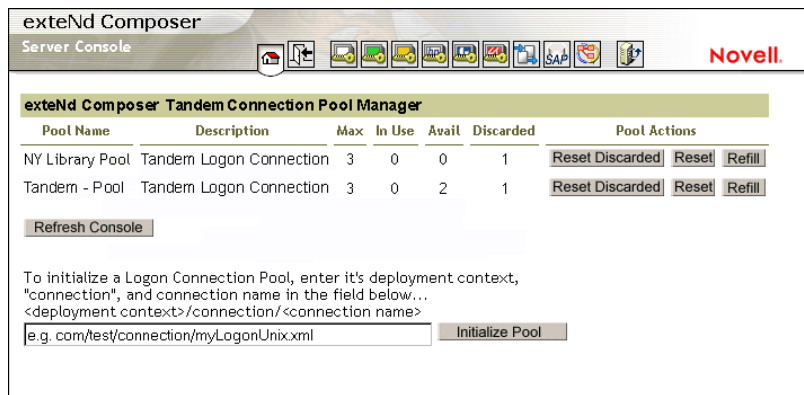 exteNd Composer
Server Console
Novell.
exteNd Composer Tandem Connection Pool Manager
Pool Name Description Max In Use Avail Discarded Pool Actions
NY Library Pool Tandem Logon Connection 3 0 0 1 Reset Discarded Reset Refill
Tandem - Pool Tandem Logon Connection 3 0 2 1 Reset Discarded Reset Refill
Refresh Console
To initialize a Logon Connection Pool, enter it's deployment context,
"connection", and connection name in the field below...
<deployment context>/connection/<connection name>
e.g. com/test/connection/myLogonUnix.xml Initialize Pool